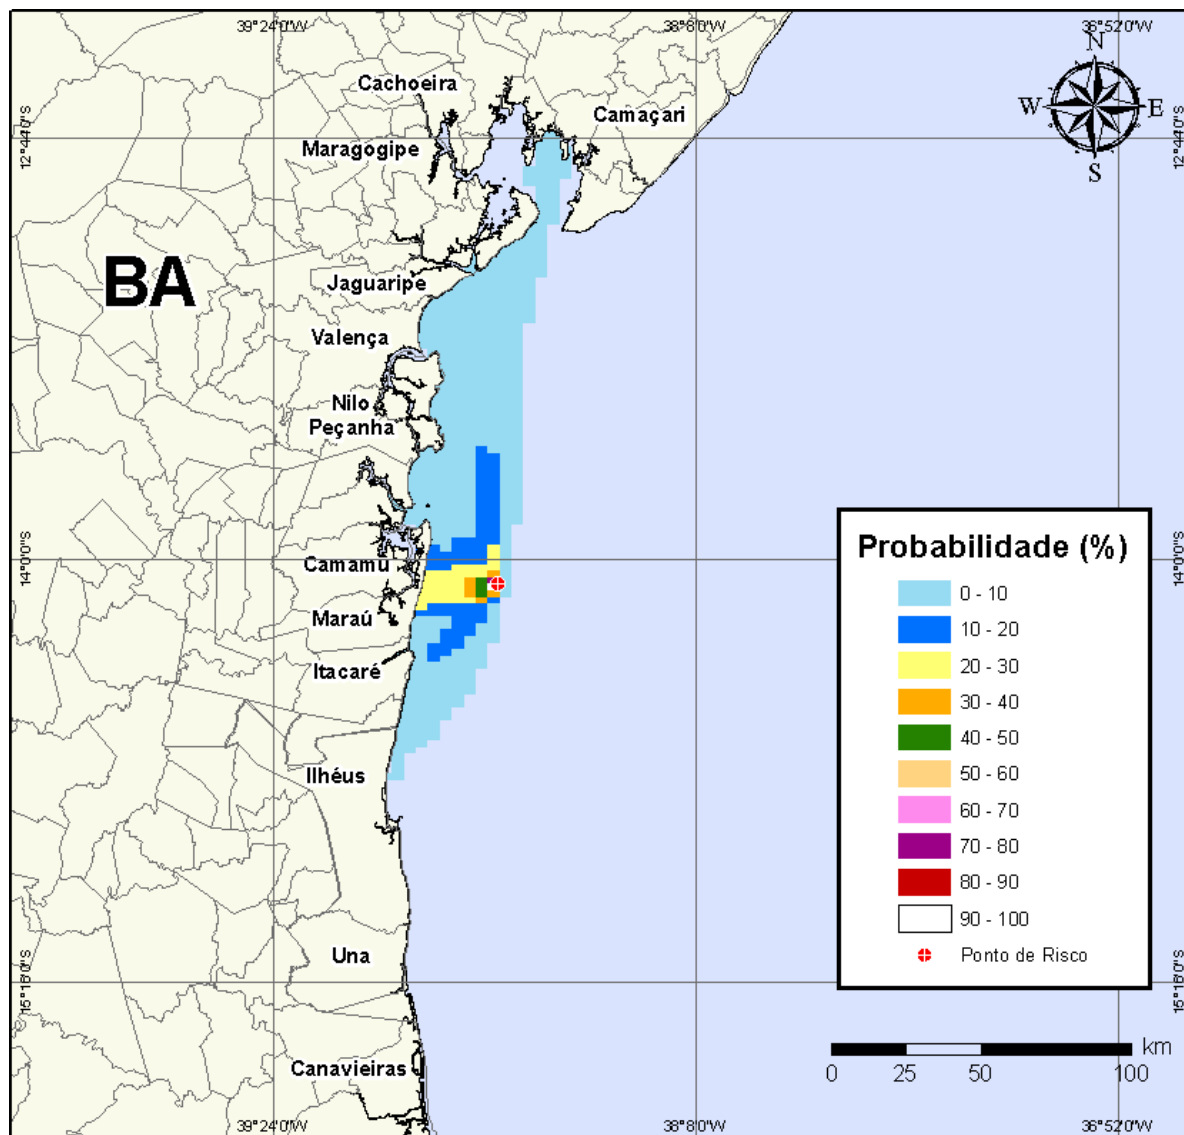 39°24'0"W
38°8'0"W
36°52'0"W
N
W
E
S
12°44'0"S
12°44'0"S
Cachoeira
Camaçari
Maragogipe
BA
Jaguaripe
Valença
Nilo
Peçanha
14°0'0"S
14°0'0"S
Camamú
Maraú
Itacaré
Ilhéus
Una
15°16'0"S
15°16'0"S
Canavieiras
Probabilidade (%)
0 - 10
10 - 20
20 - 30
30 - 40
40 - 50
50 - 60
60 - 70
70 - 80
80 - 90
90 - 100
Ponto de Risco
km
0 25 50 100
39°24'0"W
38°8'0"W
36°52'0"W